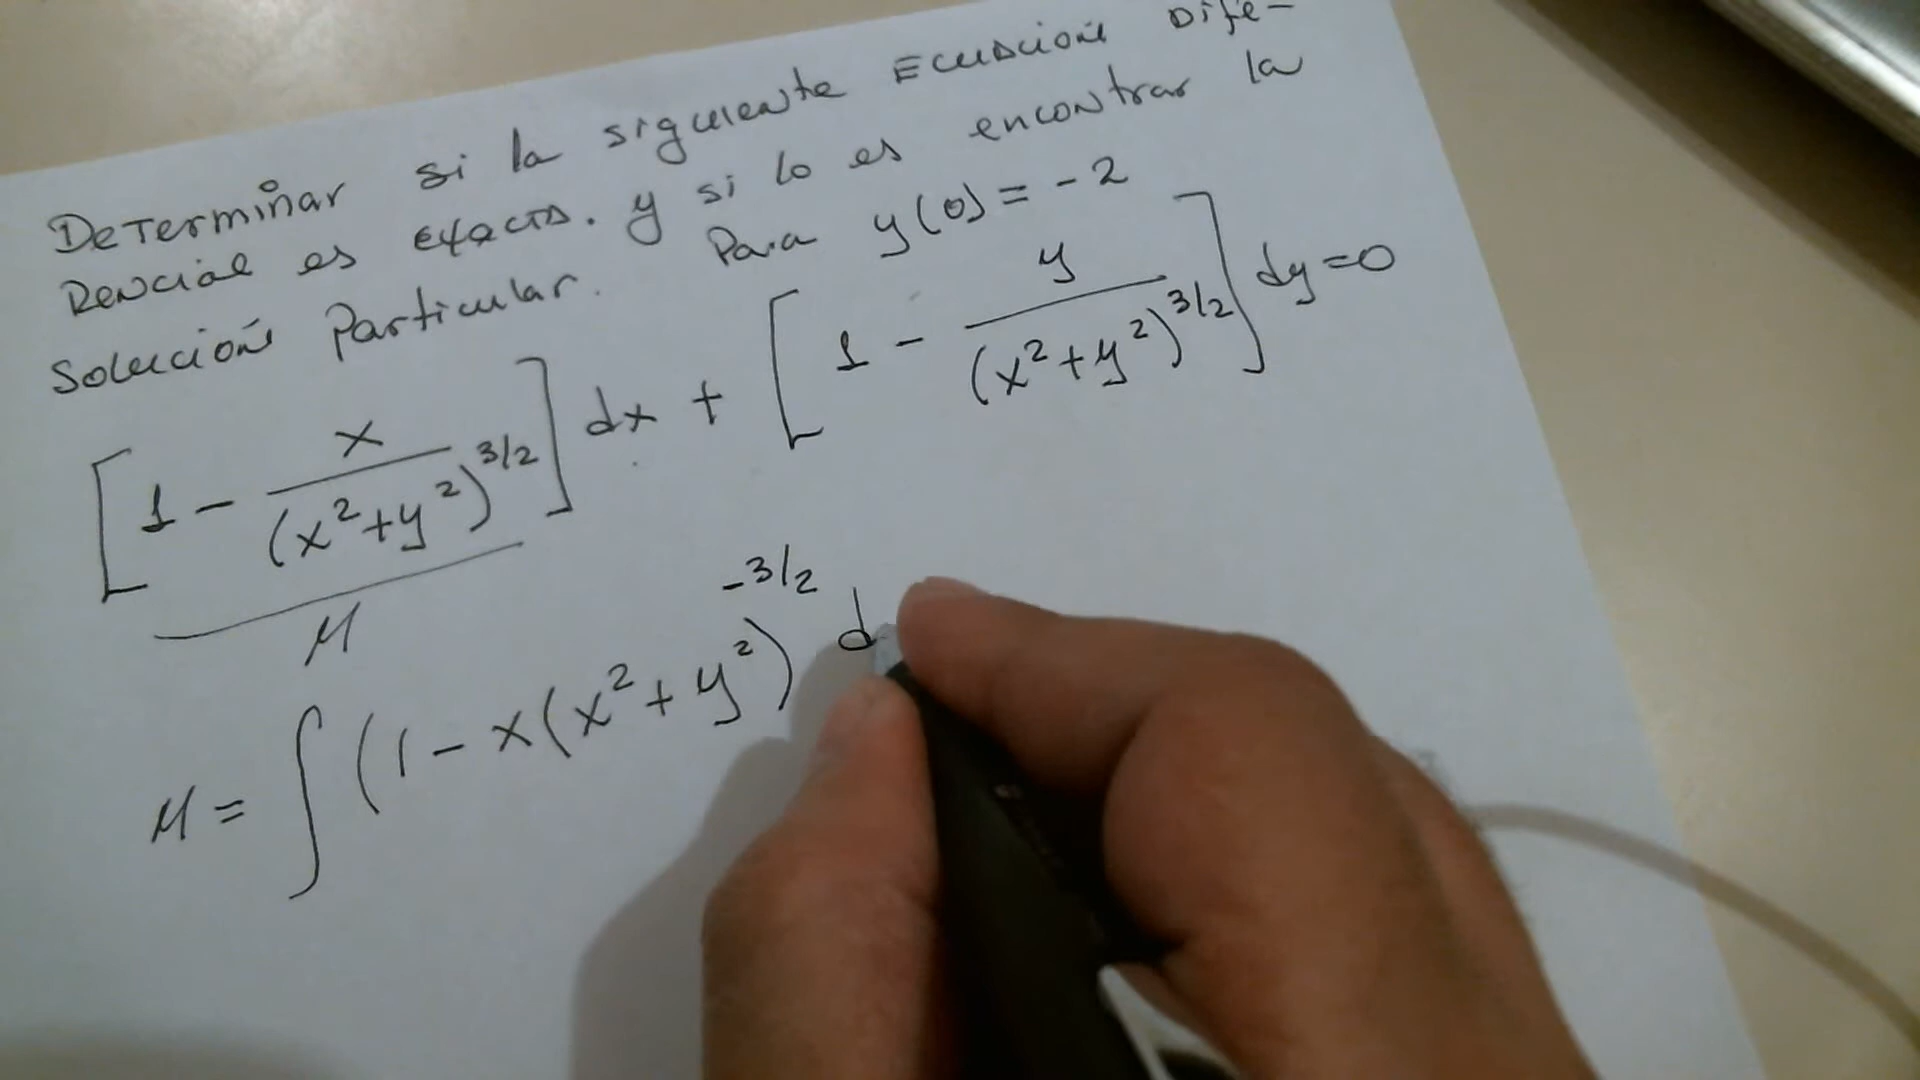 Determinar si la siguiente Ecuación Dife-
rencial es exacta. y si lo es encontrar la
Solución Particular. Para y(0) = -2
[1 - x/(x²+y²)^3/2] dx + [1 - y/(x²+y²)^3/2] dy = 0
M
M = ∫ (1 - x(x²+y²)^-3/2 d